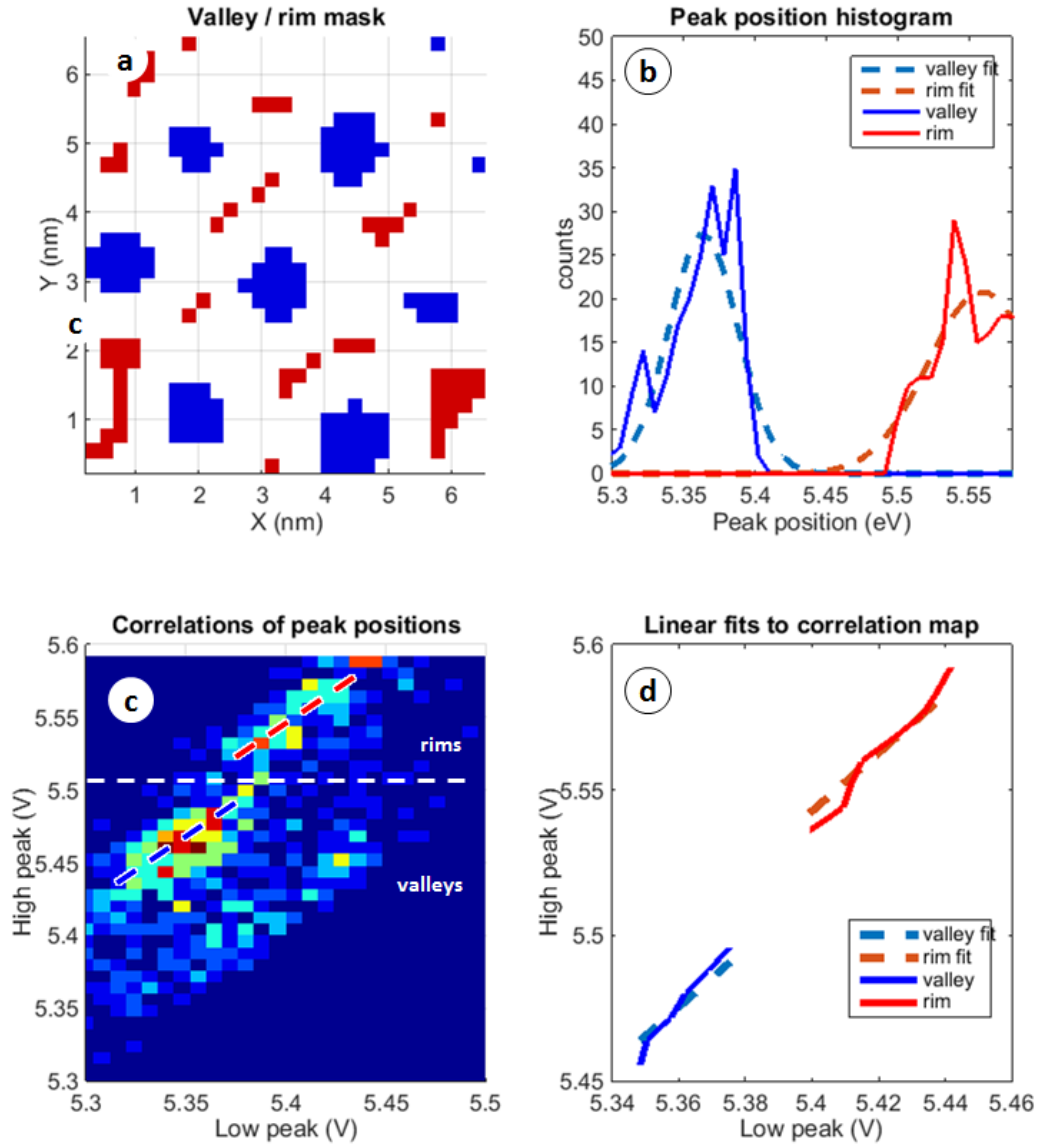 Valley / rim mask
a
6
5
4
3
c
2
1
1 2 3 4 5 6
X (nm)
Y (nm)
Peak position histogram
b
valley fit
rim fit
valley
rim
50
45
40
35
30
25
20
15
10
5
0
5.3 5.35 5.4 5.45 5.5 5.55
Peak position (eV)
counts
Correlations of peak positions
c
rims
valleys
5.6
5.55
5.5
5.45
5.4
5.35
5.3
5.3 5.35 5.4 5.45 5.5
Low peak (V)
High peak (V)
Linear fits to correlation map
d
5.6
5.55
5.5
5.45
valley fit
rim fit
valley
rim
5.34 5.36 5.38 5.4 5.42 5.44 5.46
Low peak (V)
High peak (V)